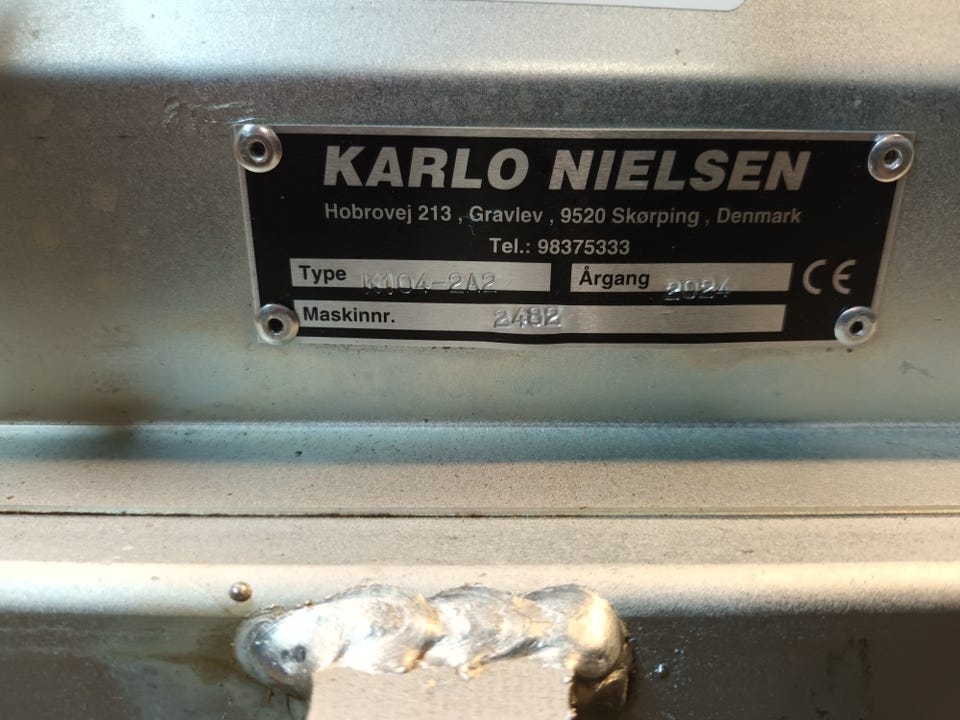 KARLO NIELSEN
Hobrovej 213 , Gravlev , 9520 Skørping , Denmark
Tel.: 98375333
Type K104-2A2 Årgang 2024 CE
Maskinnr. 2482